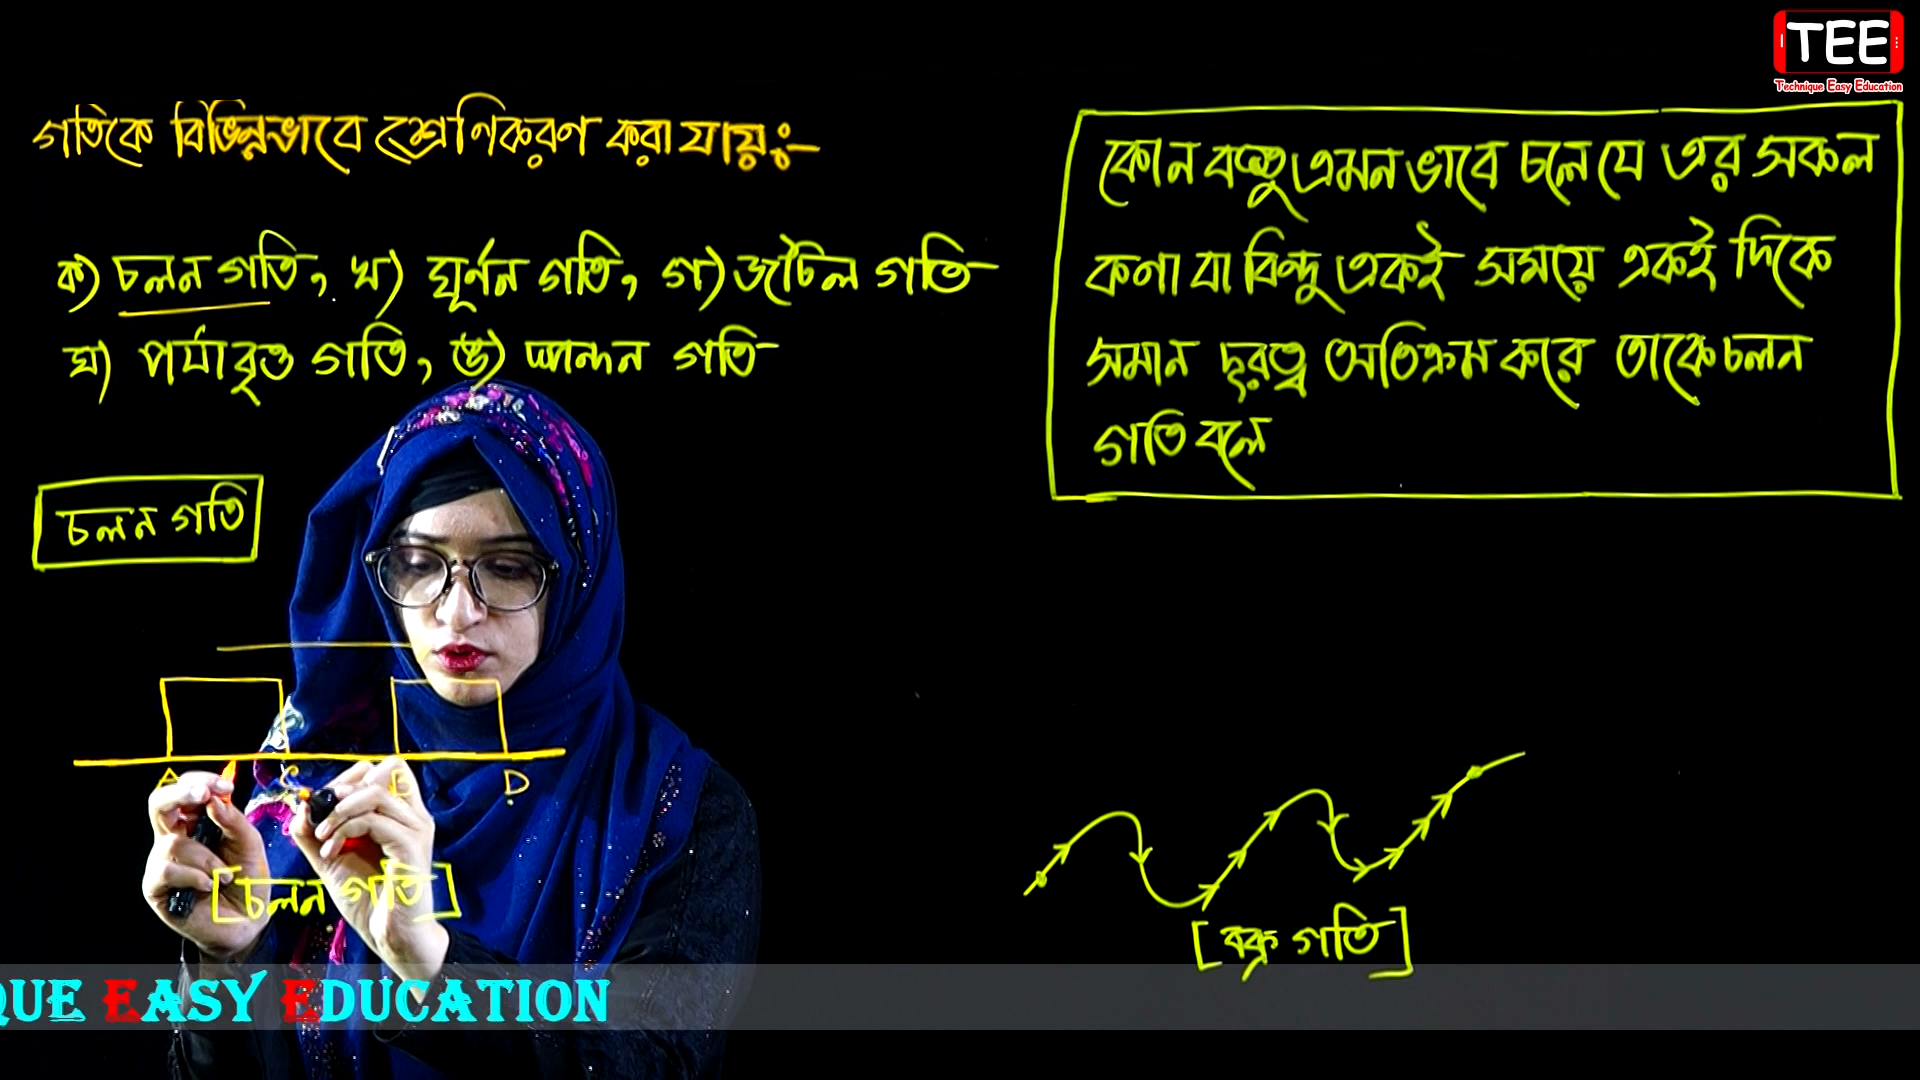 TEE
Technique Easy Education
গতিকে বিভিন্নভাবে শ্রেণিকরণ করা যায়ঃ-
ক) চলন গতি, খ) ঘূর্ণন গতি, গ) জটিল গতি
ঘ) পর্যাবৃত্ত গতি, ঙ) স্পন্দন গতি
কোন বস্তু এমন ভাবে চলে যে এর সকল
কণা বা বিন্দু একই সময়ে একই দিকে
সমান দূরত্ব অতিক্রম করে তাকে চলন
গতি বলে
চলন গতি
A C B D
[চলন গতি]
[বক্র গতি]
QUE EASY EDUCATION